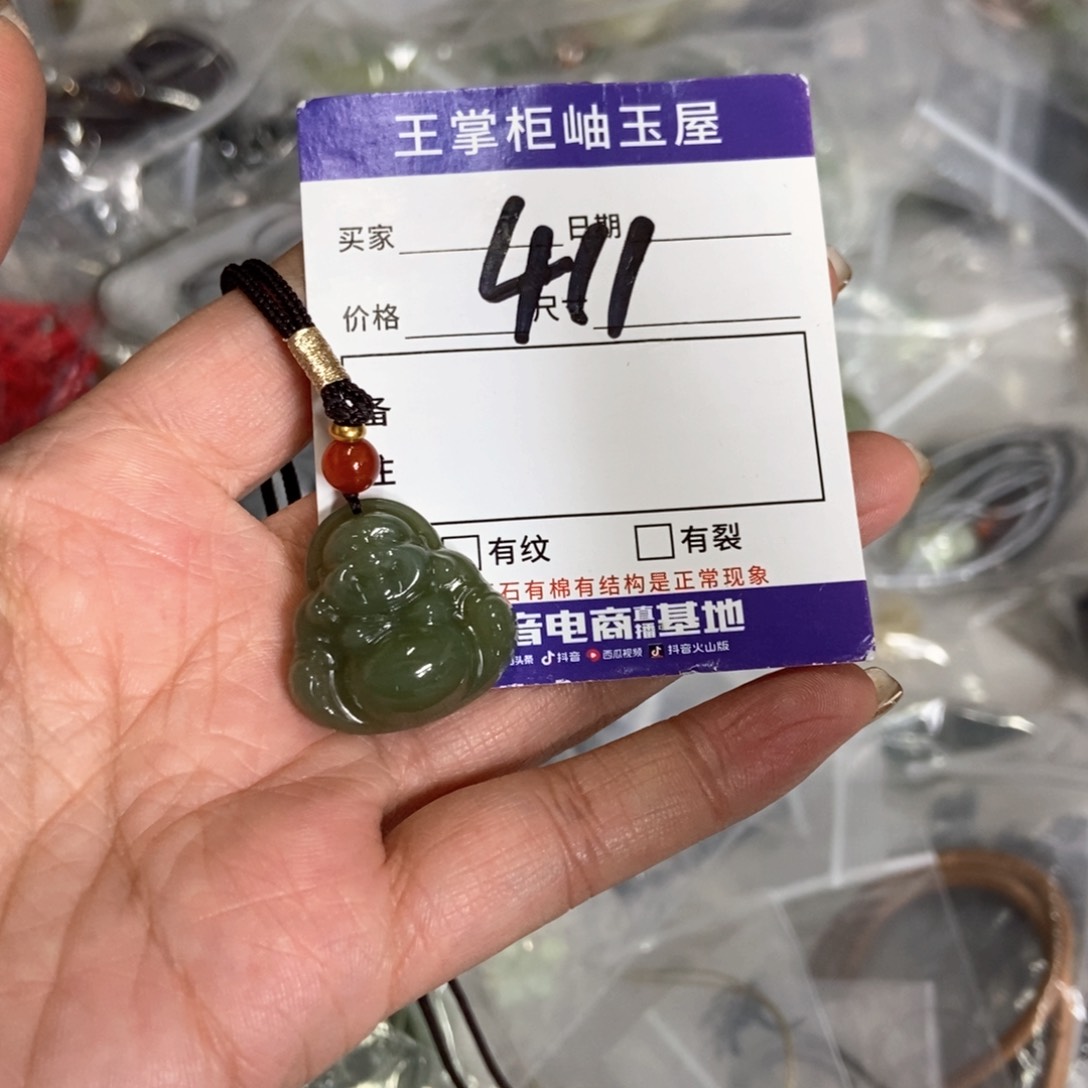 王掌柜岫玉屋
买家 日期
411
价格 尺寸
备
注
有纹 有裂
石有棉有结构是正常现象
音电商直播基地
头条 抖音 西瓜视频 抖音火山版